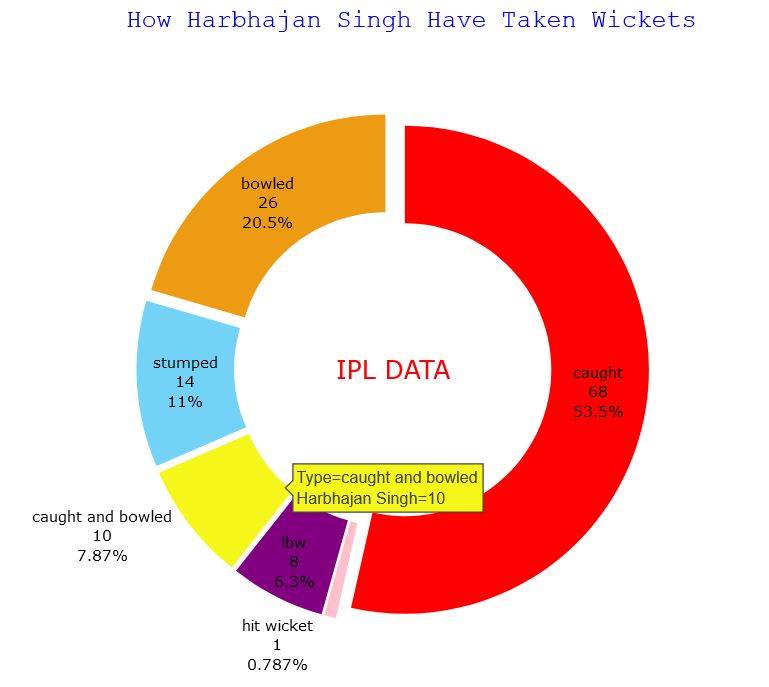 How Harbhajan Singh Have Taken Wickets
bowled
26
20.5%
stumped
14
11%
IPL DATA
caught
68
53.5%
Type=caught and bowled
Harbhajan Singh=10
caught and bowled
10
7.87%
lbw
8
6.3%
hit wicket
1
0.787%